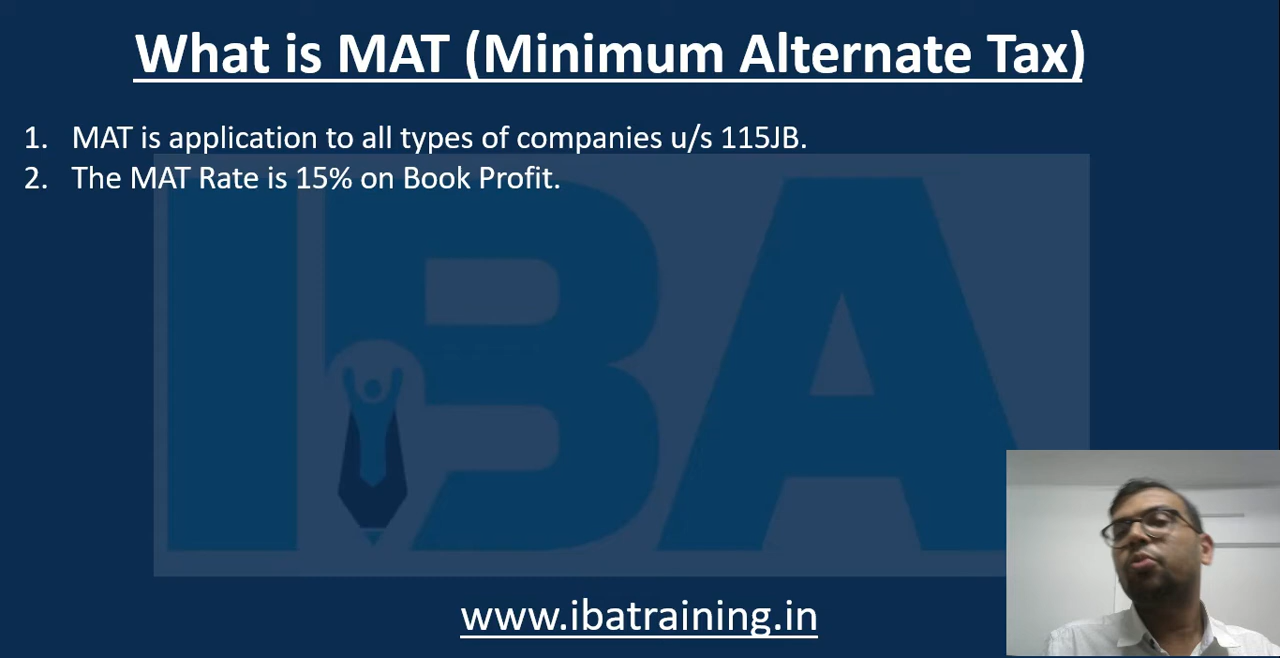 What is MAT (Minimum Alternate Tax)
1. MAT is application to all types of companies u/s 115JB.
2. The MAT Rate is 15% on Book Profit.
IBA
www.ibatraining.in